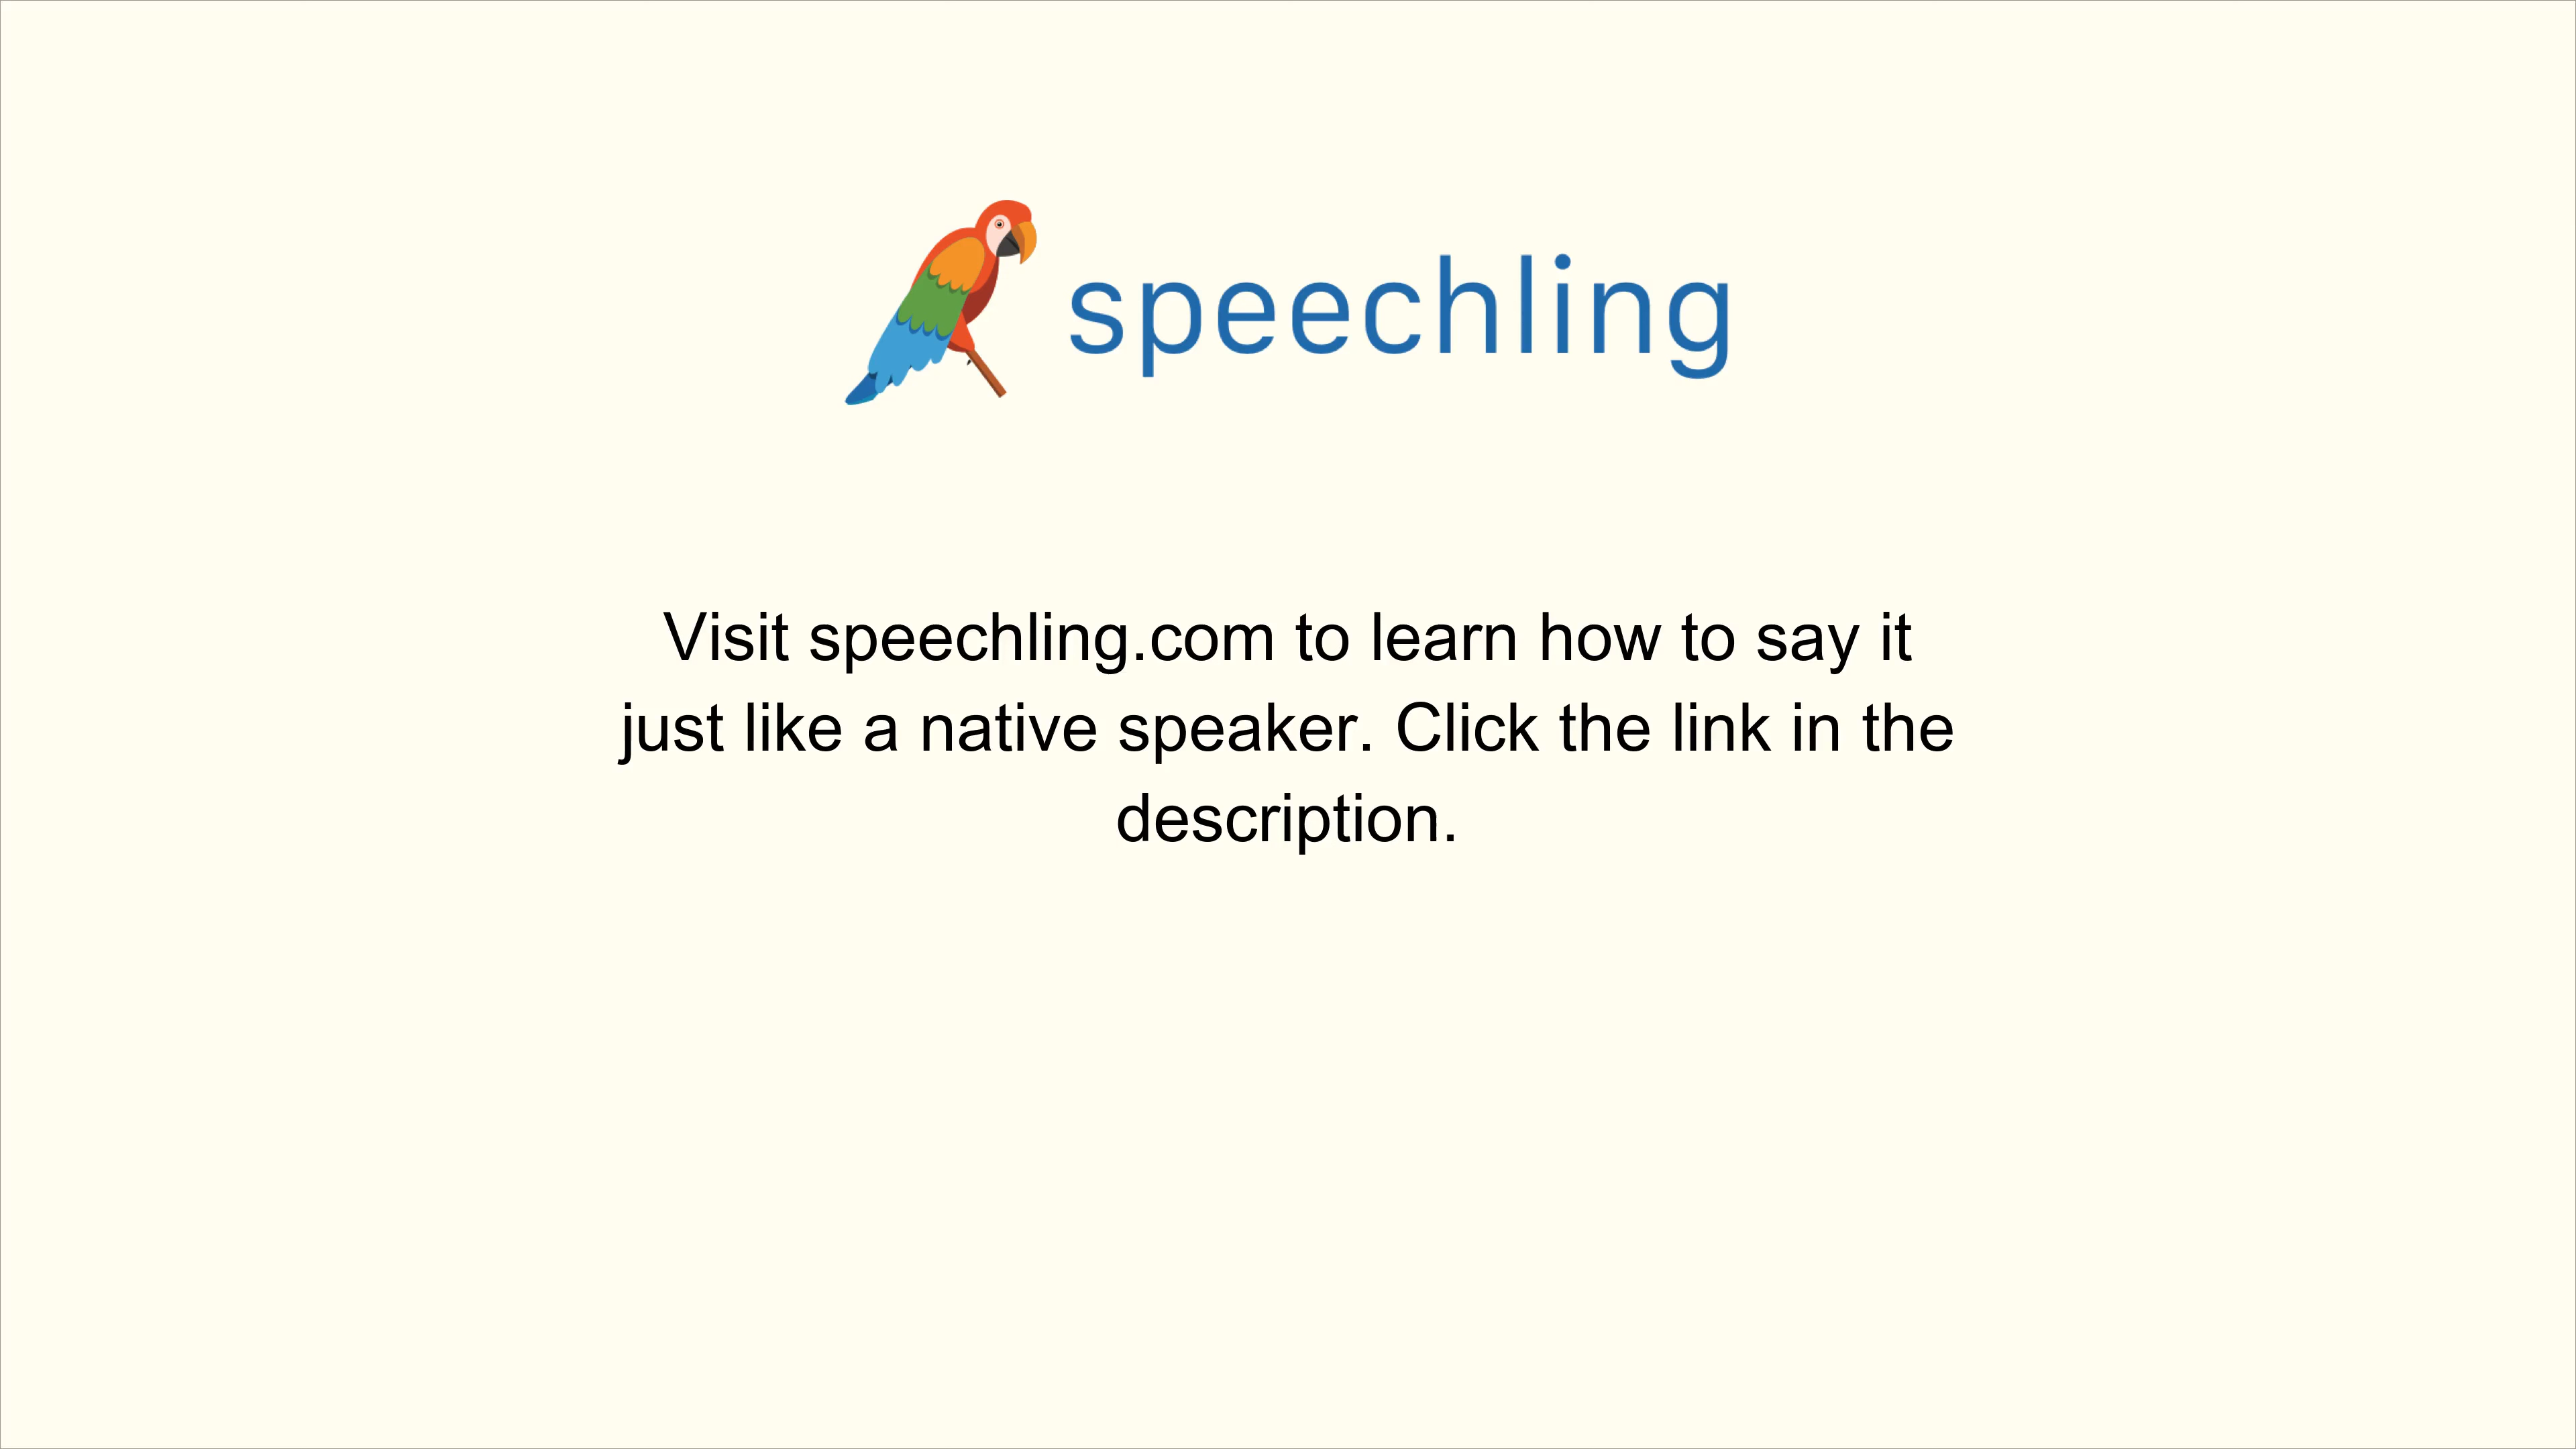 speechling
Visit speechling.com to learn how to say it
just like a native speaker. Click the link in the
description.